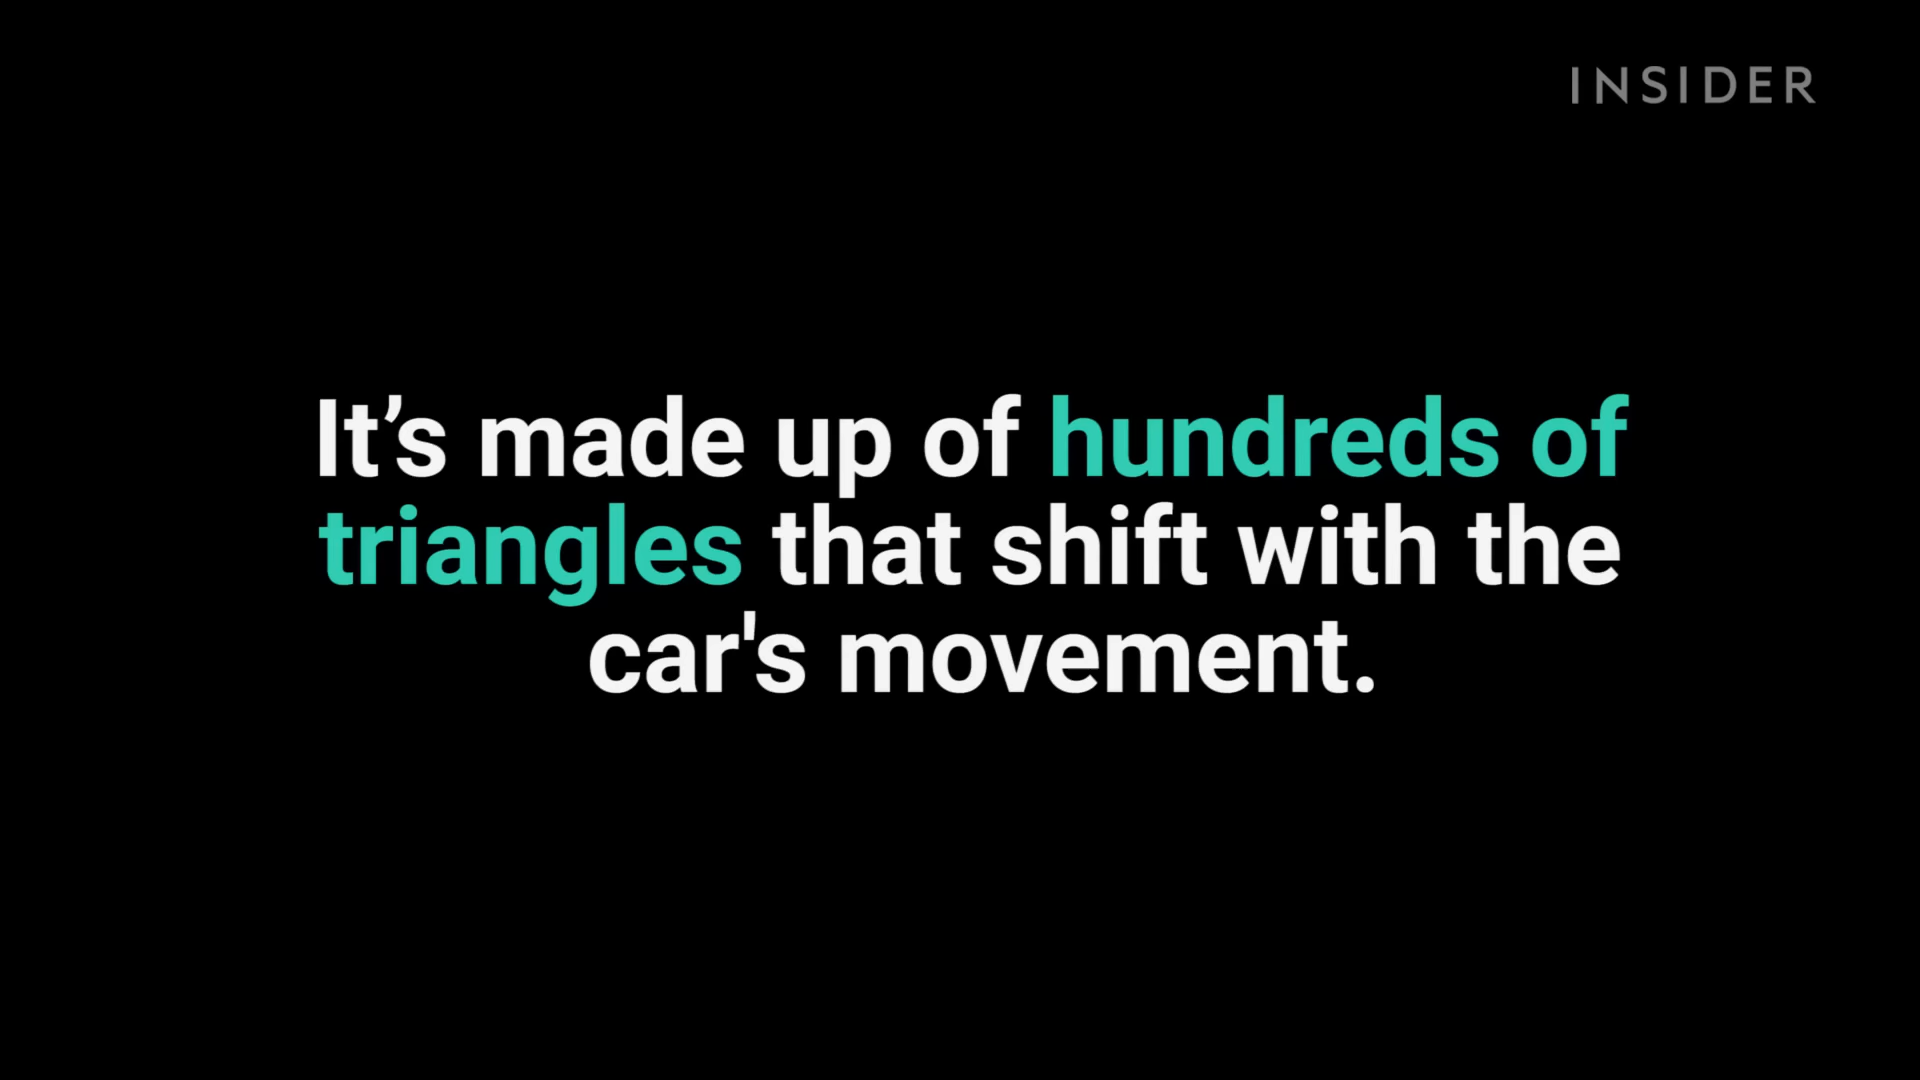 INSIDER
It’s made up of hundreds of
triangles that shift with the
car's movement.